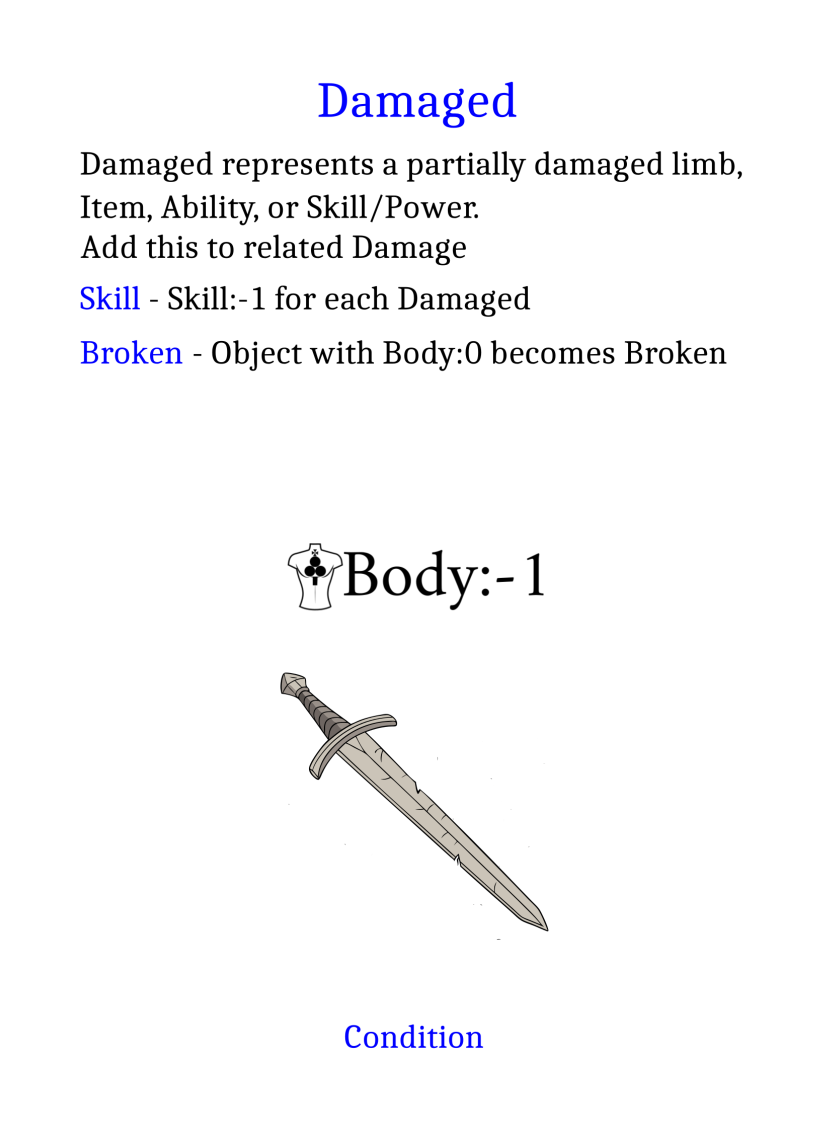 Damaged
Damaged represents a partially damaged limb,
Item, Ability, or Skill/Power.
Add this to related Damage
Skill - Skill:-1 for each Damaged
Broken - Object with Body:0 becomes Broken
Body:-1
Condition